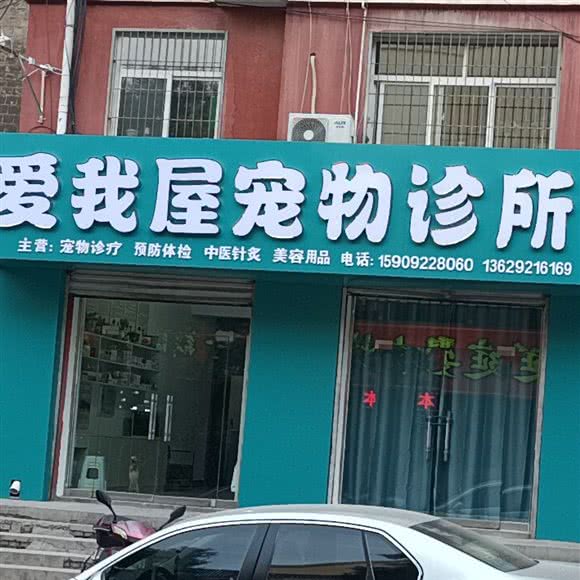 爱我屋宠物诊所
主营: 宠物诊疗 预防体检 中医针灸 美容用品 电话: 15909228060 13629216169
本